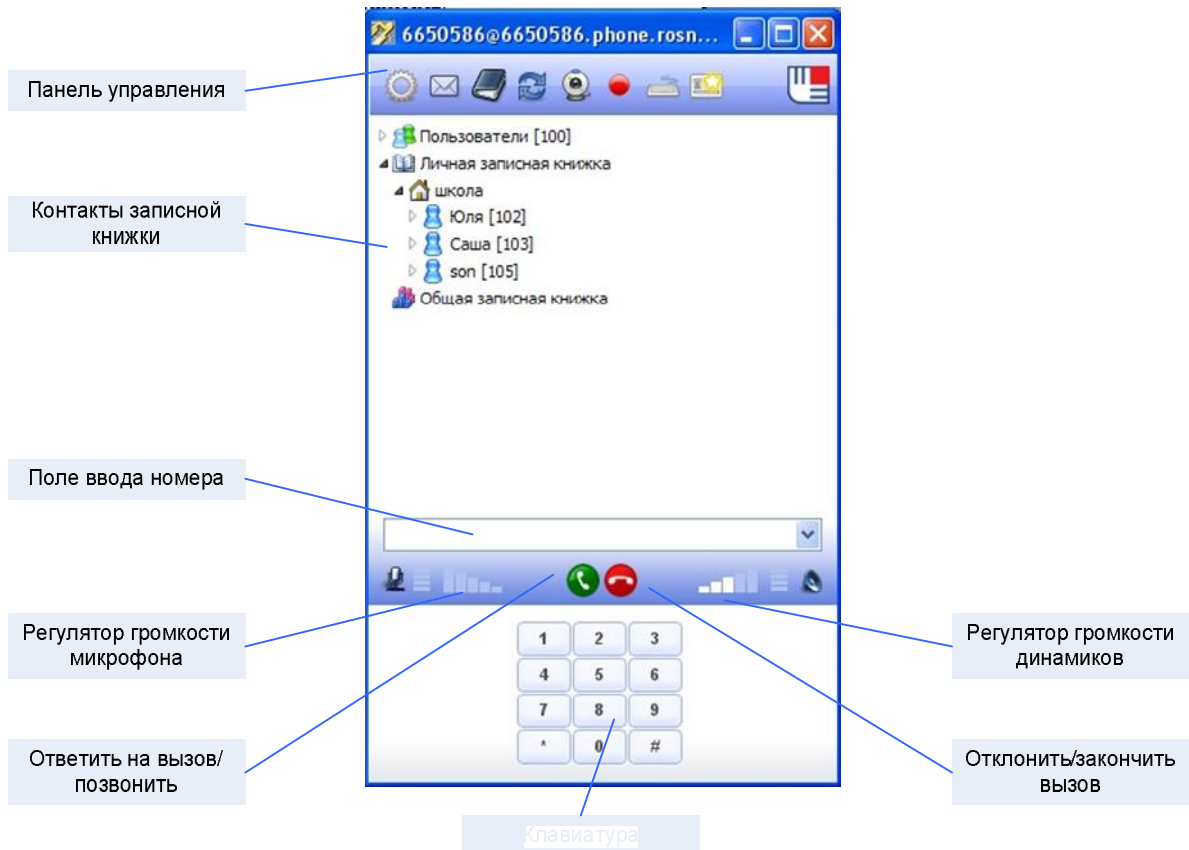 6650586@6650586.phone.rosn...
Панель управления
Пользователи [100]
Личная записная книжка
школа
Юля [102]
Саша [103]
son [105]
Общая записная книжка
Контакты записной
книжки
Поле ввода номера
Регулятор громкости
микрофона
1 2 3
4 5 6
7 8 9
* 0 #
Регулятор громкости
динамиков
Ответить на вызов/
позвонить
Отклонить/закончить
вызов
Клавиатура